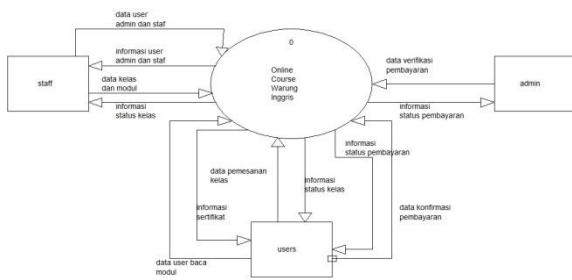 data user
admin dan staf
0
informasi user
admin dan staf
Online
Course
Warung
Inggris
data verifikasi
pembayaran
staff
admin
data kelas
dan modul
informasi
status kelas
informasi
status pembayaran
informasi
status pembayaran
data pemesanan
kelas
informasi
status kelas
informasi
sertifikat
data konfirmasi
pembayaran
users
data user baca
modul